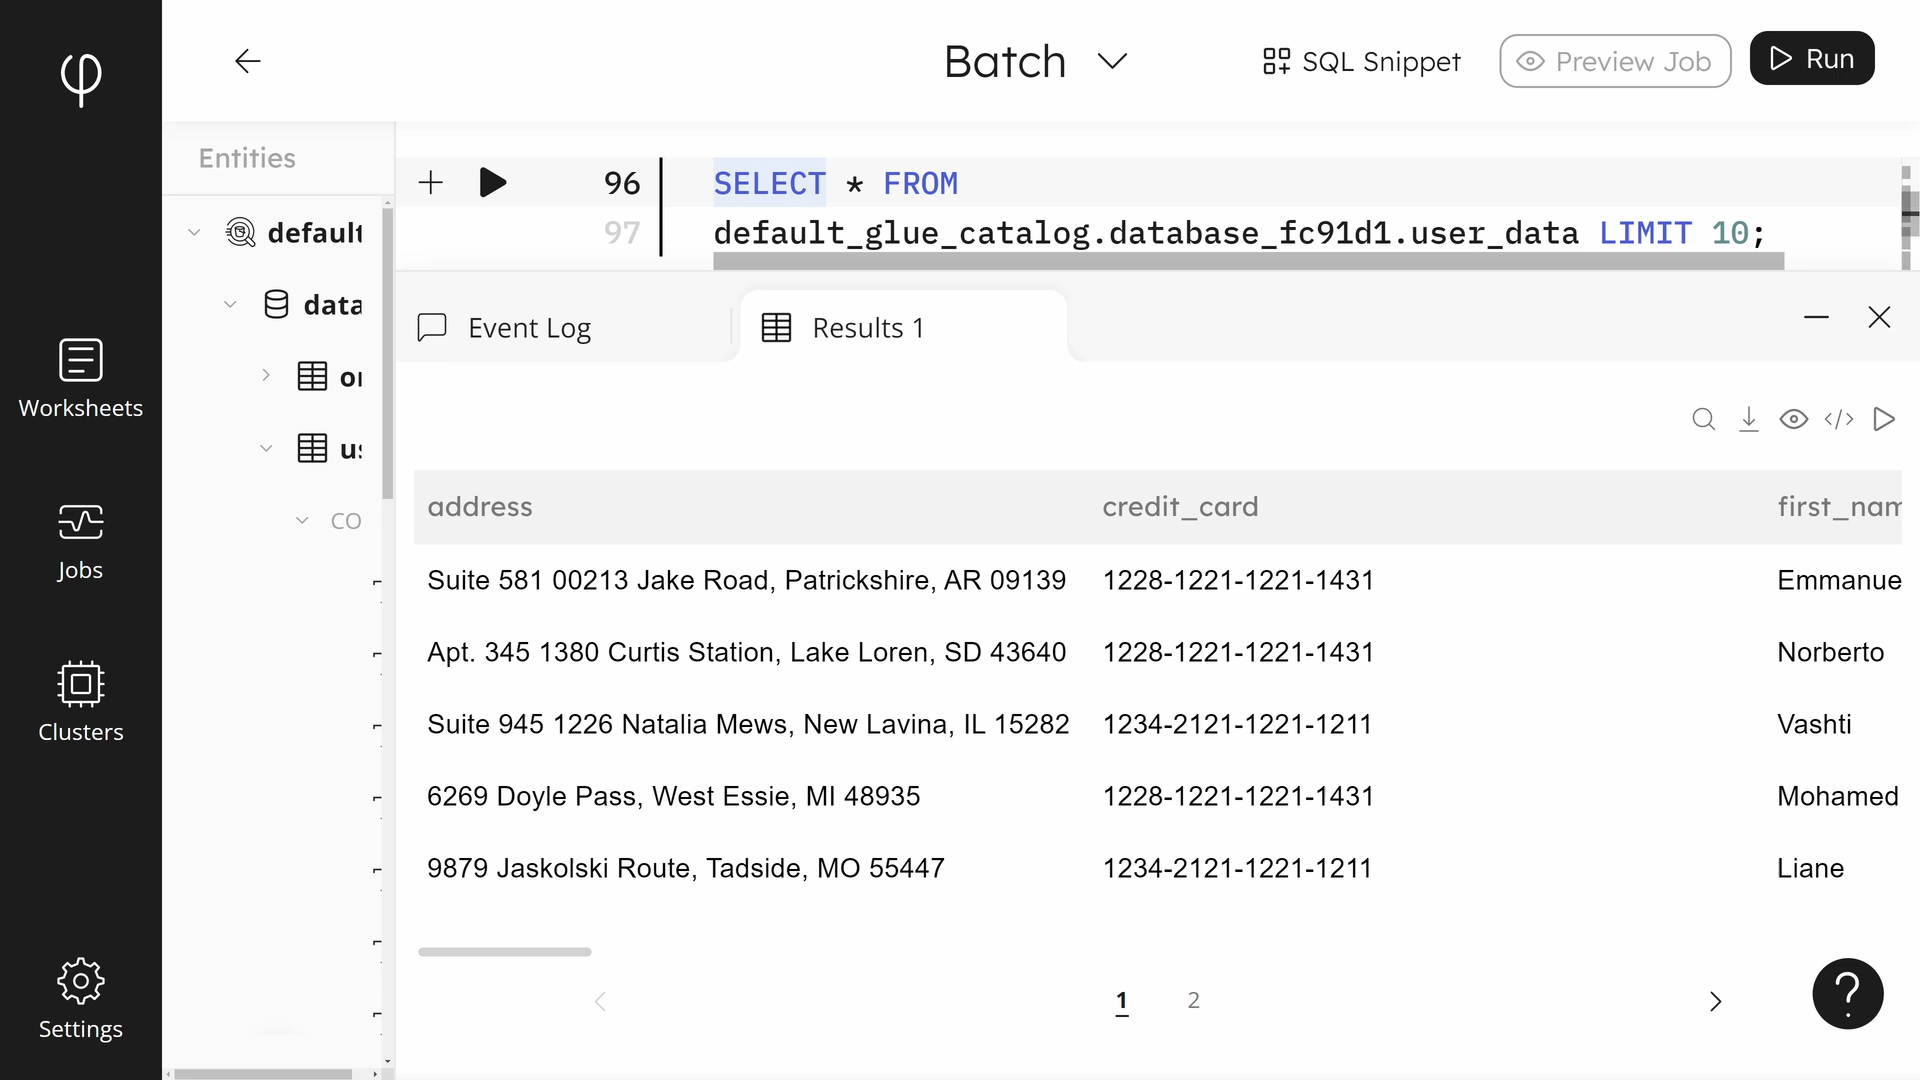 φ
Batch
SQL Snippet
Preview Job
Run
Worksheets
Jobs
Clusters
Settings
Entities
default
data
CO
96 SELECT * FROM
97 default_glue_catalog.database_fc91d1.user_data LIMIT 10;
Event Log
Results 1
address credit_card first_nam
Suite 581 00213 Jake Road, Patrickshire, AR 09139 1228-1221-1221-1431 Emmanue
Apt. 345 1380 Curtis Station, Lake Loren, SD 43640 1228-1221-1221-1431 Norberto
Suite 945 1226 Natalia Mews, New Lavina, IL 15282 1234-2121-1221-1211 Vashti
6269 Doyle Pass, West Essie, MI 48935 1228-1221-1221-1431 Mohamed
9879 Jaskolski Route, Tadside, MO 55447 1234-2121-1221-1211 Liane
1 2
?